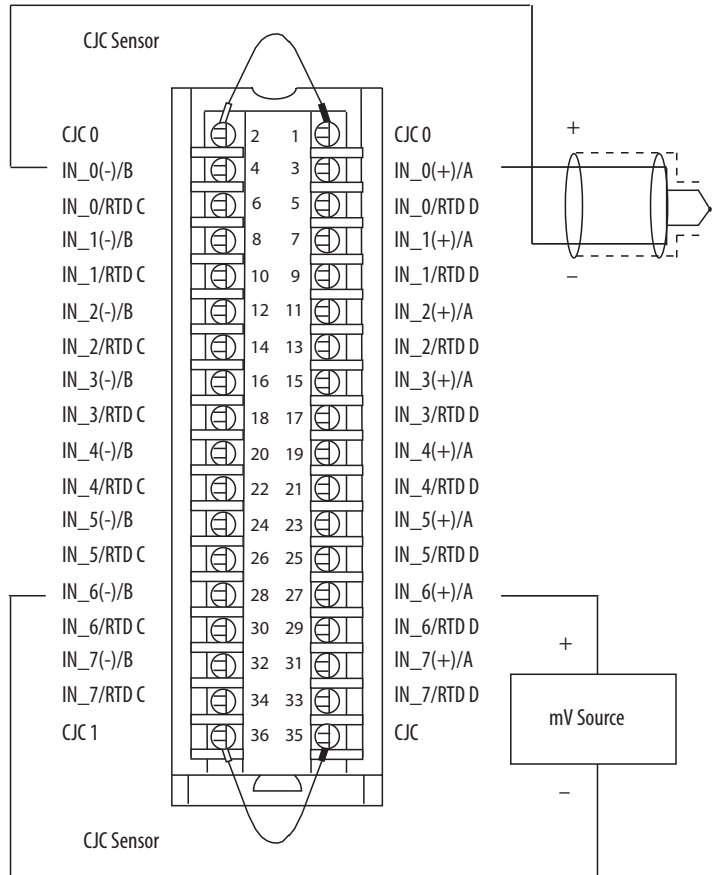 CJC Sensor
CJC 0 2 1 CJC 0 +
IN_0(-)/B 4 3 IN_0(+)/A
IN_0/RTD C 6 5 IN_0/RTD D
IN_1(-)/B 8 7 IN_1(+)/A
IN_1/RTD C 10 9 IN_1/RTD D –
IN_2(-)/B 12 11 IN_2(+)/A
IN_2/RTD C 14 13 IN_2/RTD D
IN_3(-)/B 16 15 IN_3(+)/A
IN_3/RTD C 18 17 IN_3/RTD D
IN_4(-)/B 20 19 IN_4(+)/A
IN_4/RTD C 22 21 IN_4/RTD D
IN_5(-)/B 24 23 IN_5(+)/A
IN_5/RTD C 26 25 IN_5/RTD D
IN_6(-)/B 28 27 IN_6(+)/A
IN_6/RTD C 30 29 IN_6/RTD D +
IN_7(-)/B 32 31 IN_7(+)/A
IN_7/RTD C 34 33 IN_7/RTD D
mV Source
CJC 1 36 35 CJC
–
CJC Sensor